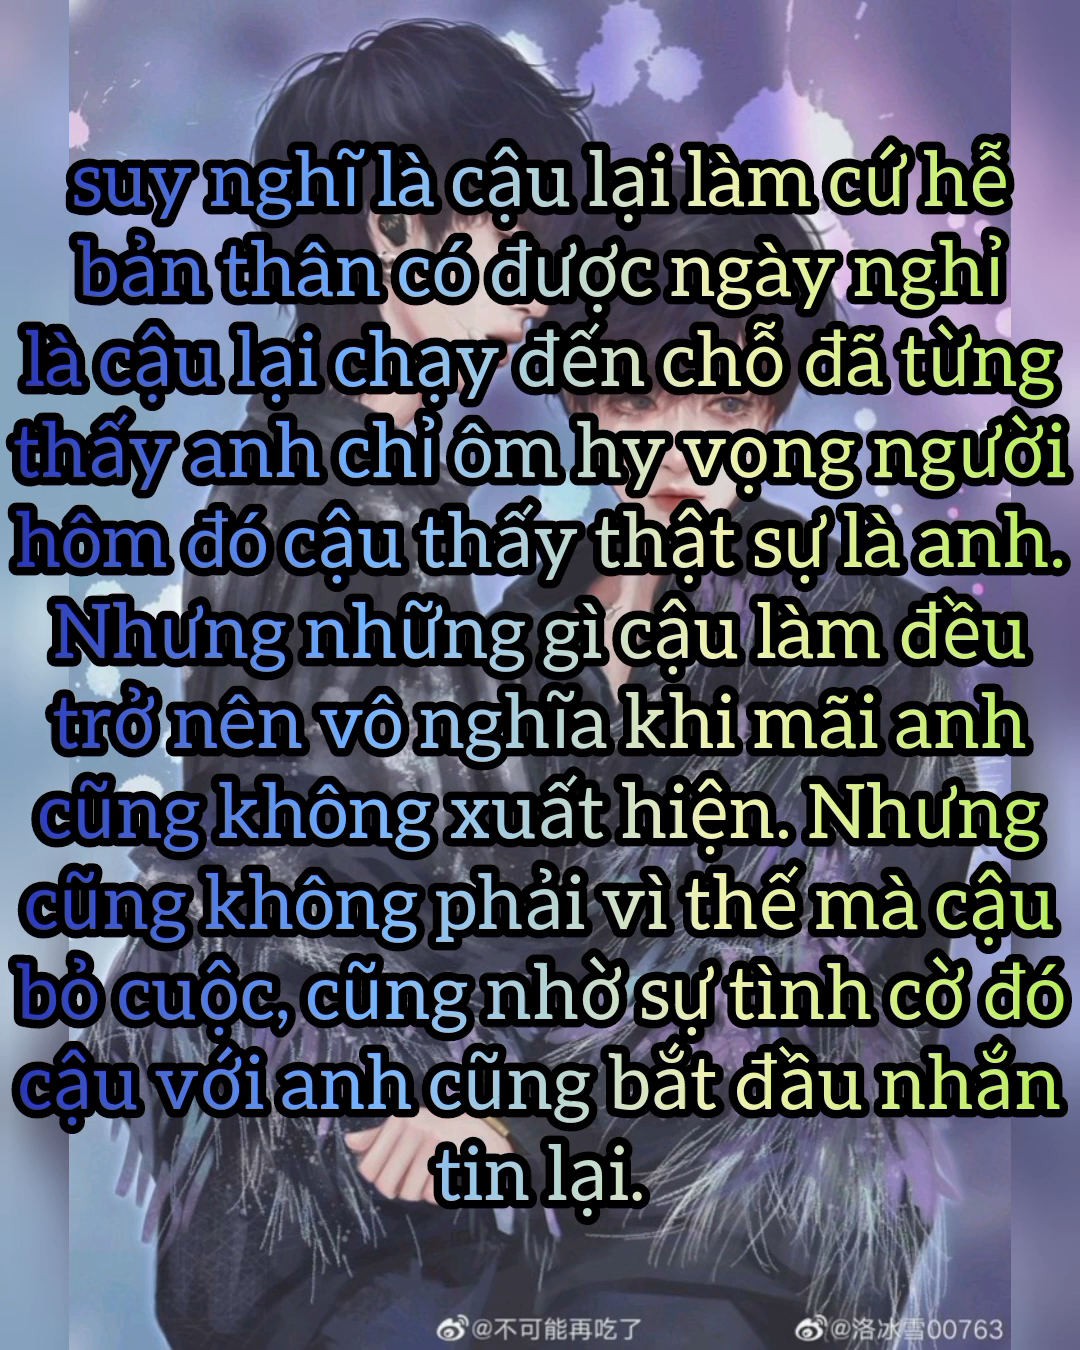 suy nghĩ là cậu lại làm cứ hễ
bản thân có được ngày nghỉ
là cậu lại chạy đến chỗ đã từng
thấy anh chỉ ôm hy vọng người
hôm đó cậu thấy thật sự là anh.
Nhưng những gì cậu làm đều
trở nên vô nghĩa khi mãi anh
cũng không xuất hiện. Nhưng
cũng không phải vì thế mà cậu
bỏ cuộc, cũng nhờ sự tình cờ đó
cậu với anh cũng bắt đầu nhắn
tin lại.
@不可能再吃了
@洛冰雪00763